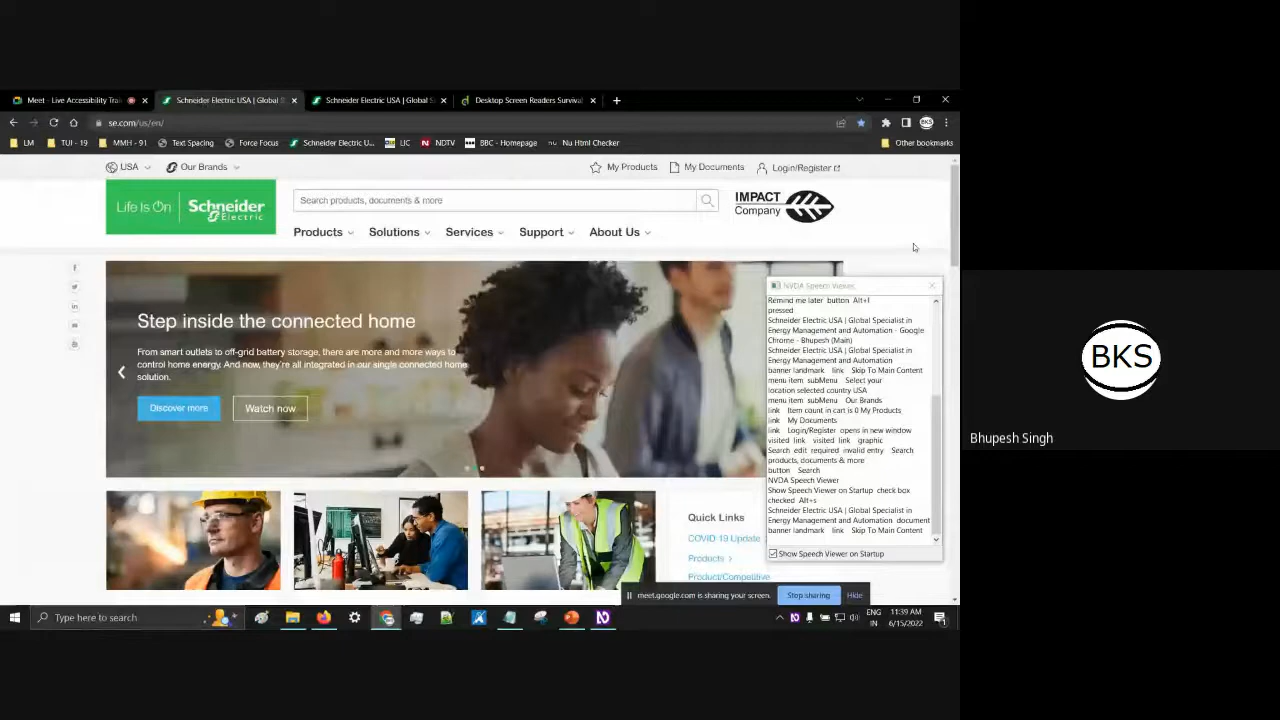 Meet - Live Accessibility Trai
Schneider Electric USA | Global S
Schneider Electric USA | Global S
Desktop Screen Readers Survival
se.com/us/en/
BKS
LM
TUI - 19
MMH - 91
Text Spacing
Force Focus
Schneider Electric U...
LIC
NDTV
BBC - Homepage
Nu Html Checker
Other bookmarks
USA
Our Brands
My Products
My Documents
Login/Register
Life Is On | Schneider Electric
Search products, documents & more
IMPACT
Company
Products
Solutions
Services
Support
About Us
Step inside the connected home
From smart outlets to off-grid battery storage, there are more and more ways to
control home energy. And now, they're all integrated in our single connected home
solution.
Discover more
Watch now
Quick Links
COVID-19 Update
Products
Product/Competitive
NVDA Speech Viewer
Remind me later button Alt+l
pressed
Schneider Electric USA | Global Specialist in
Energy Management and Automation - Google
Chrome - Bhupesh (Main)
Schneider Electric USA | Global Specialist in
Energy Management and Automation
banner landmark link Skip To Main Content
menu item subMenu Select your
location selected country USA
menu item subMenu Our Brands
link Item count in cart is 0 My Products
link My Documents
link Login/Register opens in new window
visited link visited link graphic
Search edit required invalid entry Search
products, documents & more
button Search
NVDA Speech Viewer
Show Speech Viewer on Startup check box
checked Alt+s
Schneider Electric USA | Global Specialist in
Energy Management and Automation document
banner landmark link Skip To Main Content
Show Speech Viewer on Startup
meet.google.com is sharing your screen.
Stop sharing
Hide
Type here to search
ENG
IN
11:39 AM
6/15/2022
BKS
Bhupesh Singh